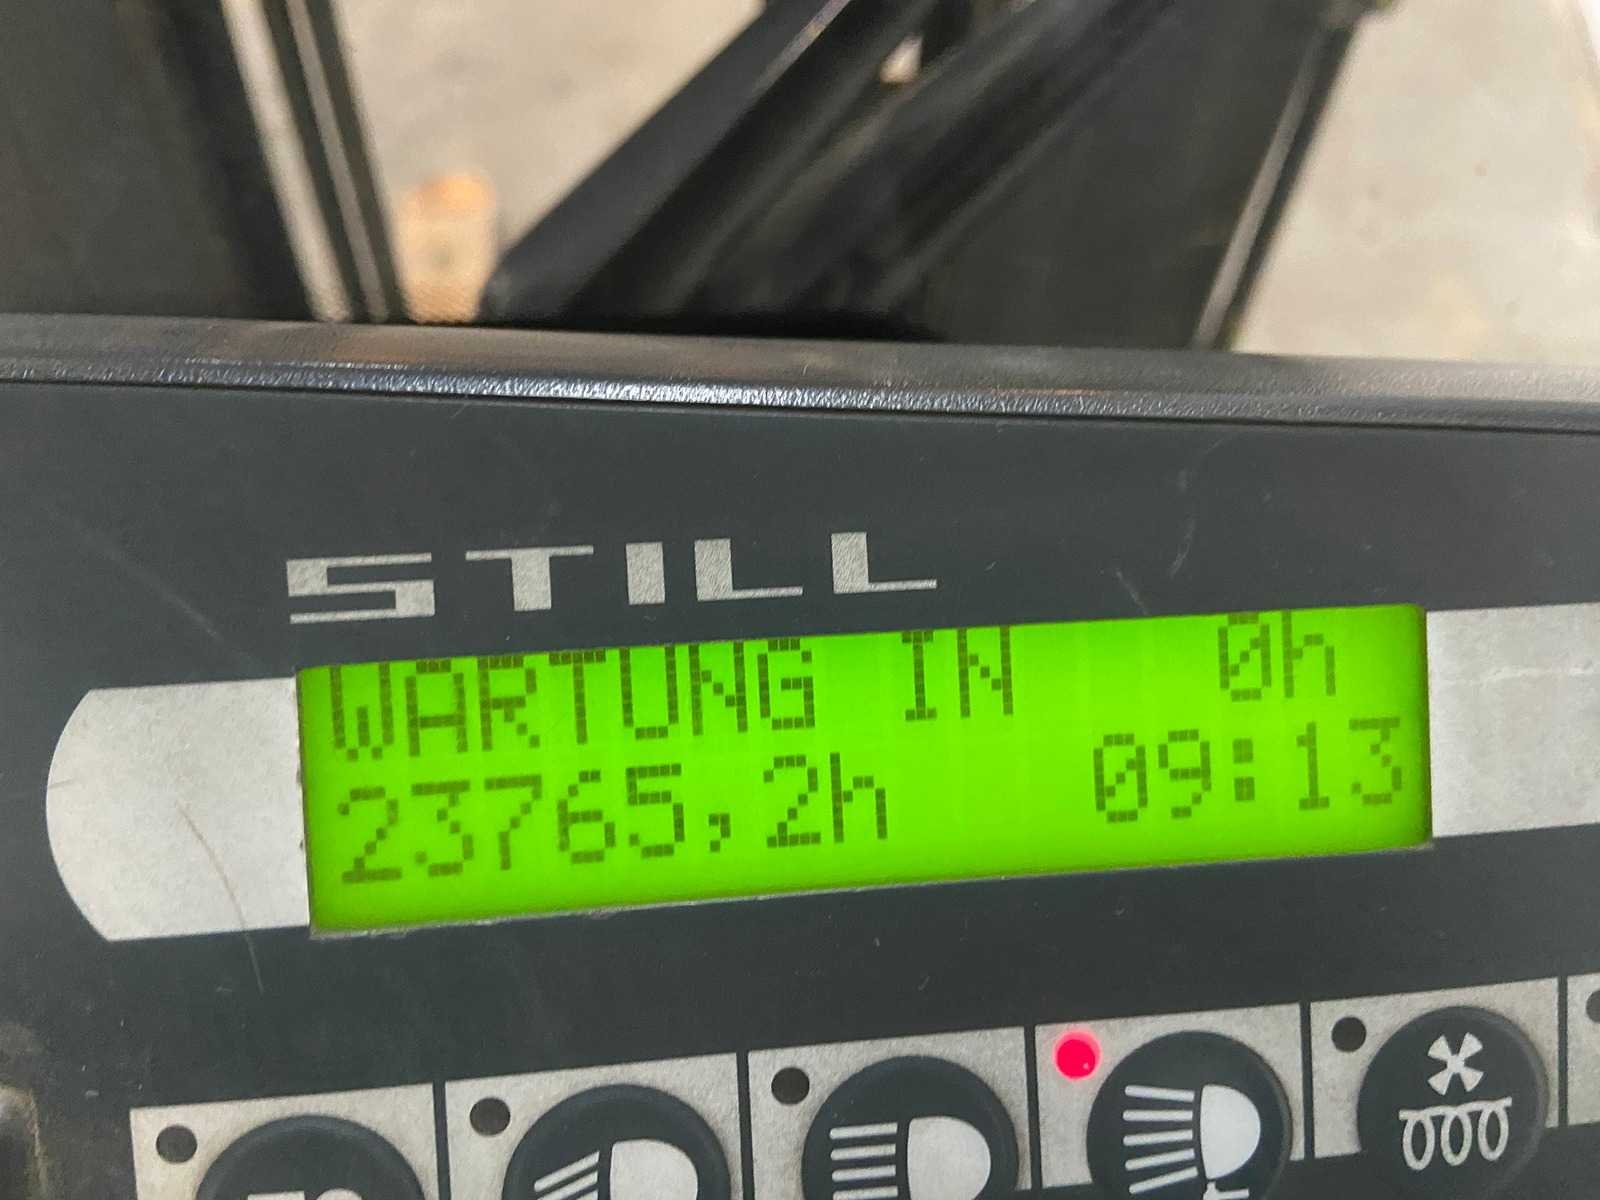 STILL
WARTUNG IN 0h
23765,2h 09:13